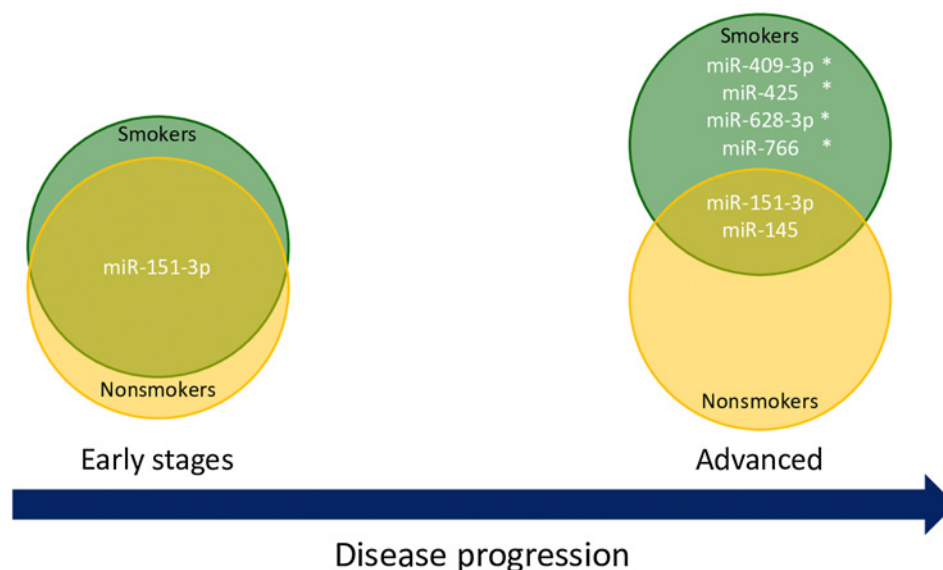 Smokers
miR-151-3p
Nonsmokers
Early stages
Smokers
miR-409-3p *
miR-425 *
miR-628-3p *
miR-766 *
miR-151-3p
miR-145
Nonsmokers
Advanced
Disease progression